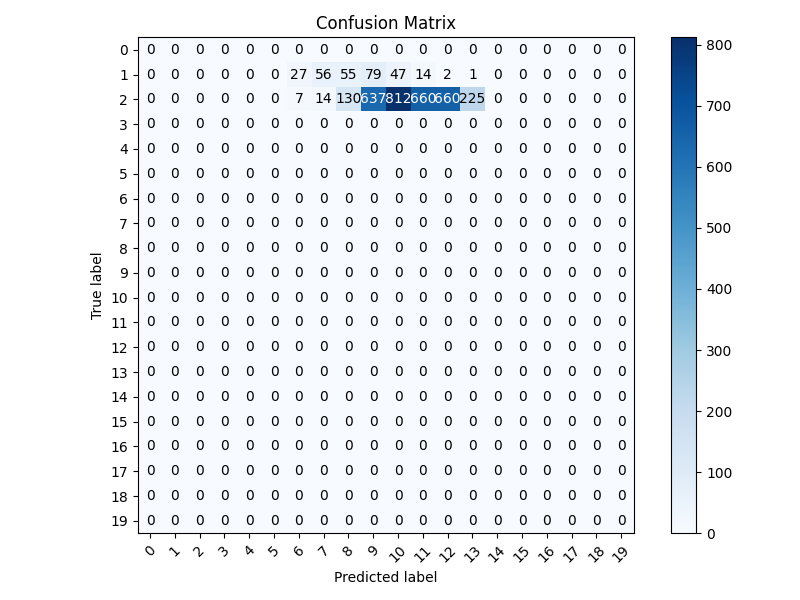 Confusion Matrix
True label
0 0 0 0 0 0 0 0 0 0 0 0 0 0 0 0 0 0 0 0 0
1 0 0 0 0 0 0 27 56 55 79 47 14 2 1 0 0 0 0 0 0
2 0 0 0 0 0 0 7 14 130 637 812 660 660 225 0 0 0 0 0 0
3 0 0 0 0 0 0 0 0 0 0 0 0 0 0 0 0 0 0 0 0
4 0 0 0 0 0 0 0 0 0 0 0 0 0 0 0 0 0 0 0 0
5 0 0 0 0 0 0 0 0 0 0 0 0 0 0 0 0 0 0 0 0
6 0 0 0 0 0 0 0 0 0 0 0 0 0 0 0 0 0 0 0 0
7 0 0 0 0 0 0 0 0 0 0 0 0 0 0 0 0 0 0 0 0
8 0 0 0 0 0 0 0 0 0 0 0 0 0 0 0 0 0 0 0 0
9 0 0 0 0 0 0 0 0 0 0 0 0 0 0 0 0 0 0 0 0
10 0 0 0 0 0 0 0 0 0 0 0 0 0 0 0 0 0 0 0 0
11 0 0 0 0 0 0 0 0 0 0 0 0 0 0 0 0 0 0 0 0
12 0 0 0 0 0 0 0 0 0 0 0 0 0 0 0 0 0 0 0 0
13 0 0 0 0 0 0 0 0 0 0 0 0 0 0 0 0 0 0 0 0
14 0 0 0 0 0 0 0 0 0 0 0 0 0 0 0 0 0 0 0 0
15 0 0 0 0 0 0 0 0 0 0 0 0 0 0 0 0 0 0 0 0
16 0 0 0 0 0 0 0 0 0 0 0 0 0 0 0 0 0 0 0 0
17 0 0 0 0 0 0 0 0 0 0 0 0 0 0 0 0 0 0 0 0
18 0 0 0 0 0 0 0 0 0 0 0 0 0 0 0 0 0 0 0 0
19 0 0 0 0 0 0 0 0 0 0 0 0 0 0 0 0 0 0 0 0
0 1 2 3 4 5 6 7 8 9 10 11 12 13 14 15 16 17 18 19
Predicted label
800
700
600
500
400
300
200
100
0